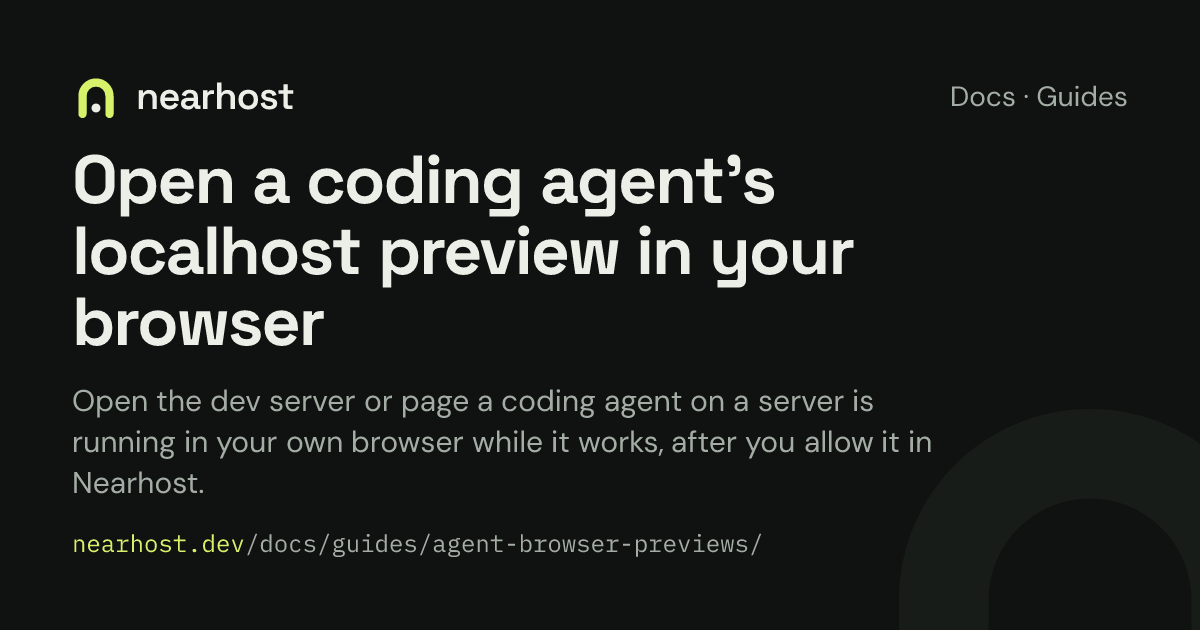 nearhost
Docs · Guides
Open a coding agent’s
localhost preview in your
browser
Open the dev server or page a coding agent on a server is
running in your own browser while it works, after you allow it in
Nearhost.
nearhost.dev/docs/guides/agent-browser-previews/